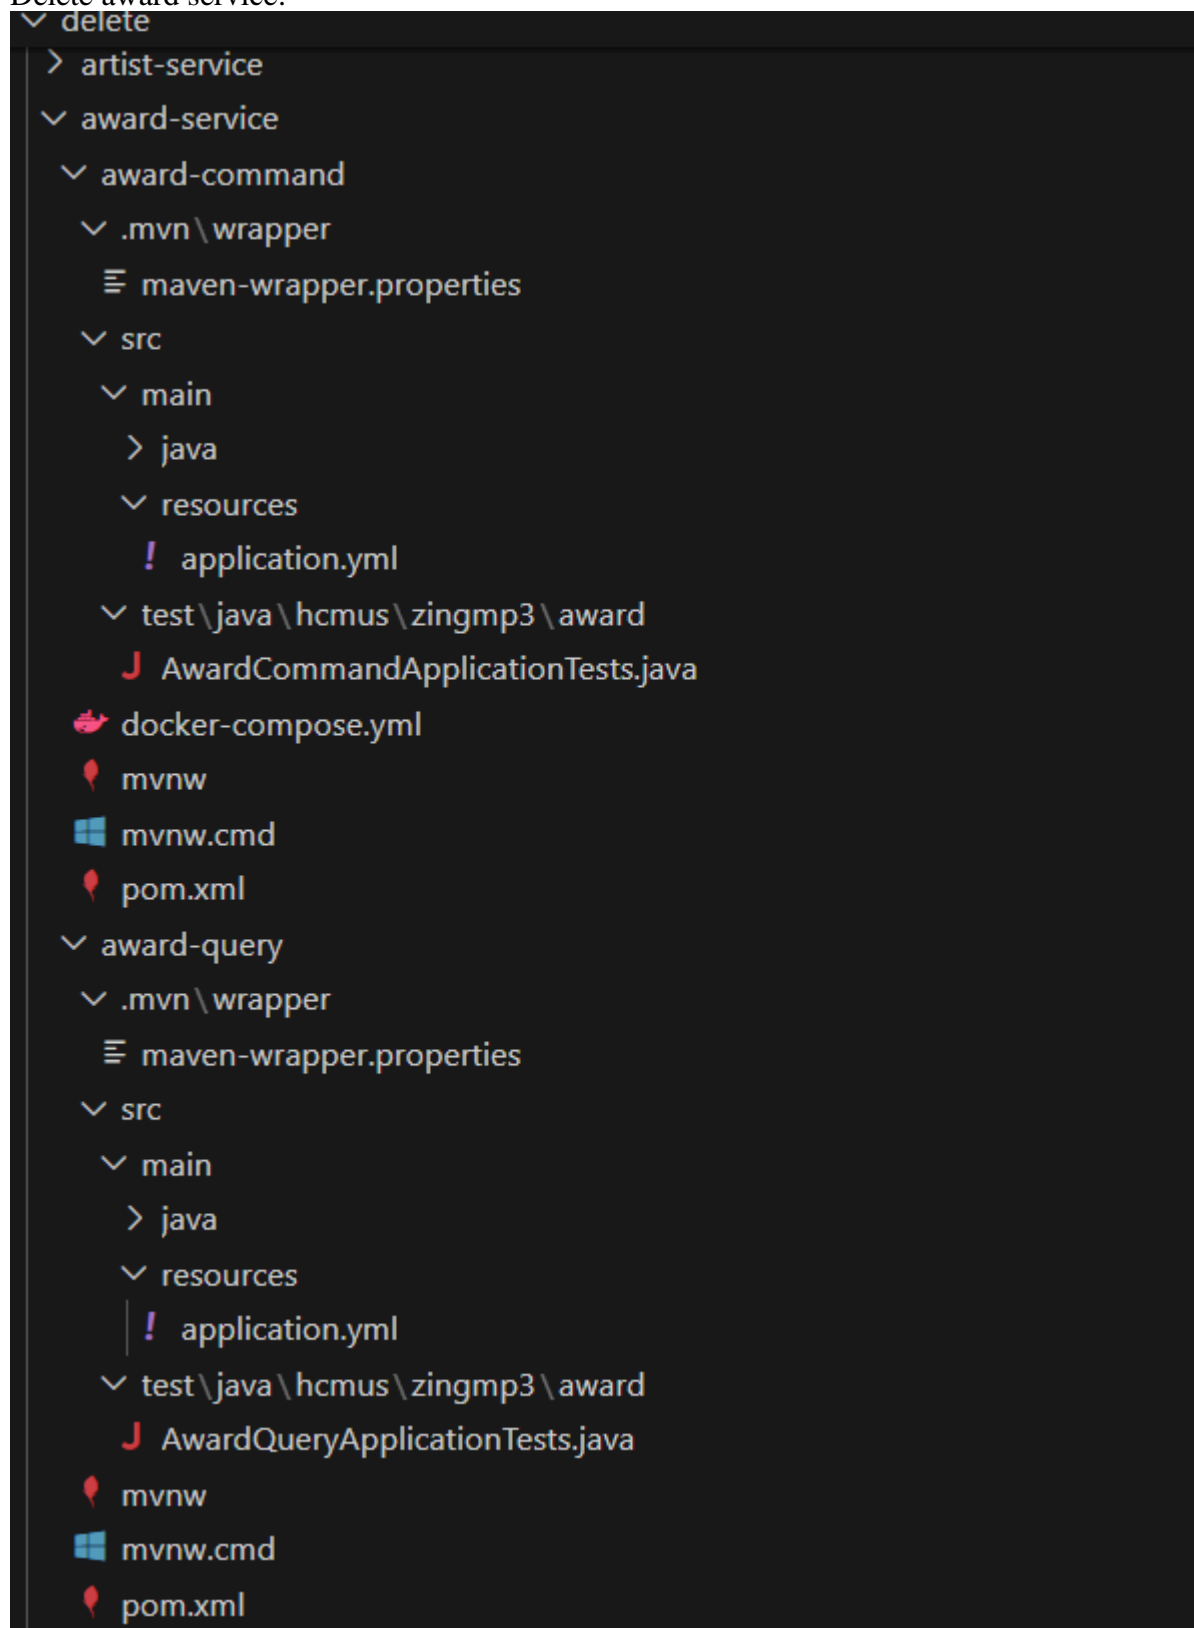 Delete award service:
delete
artist-service
award-service
award-command
.mvn\wrapper
maven-wrapper.properties
src
main
java
resources
! application.yml
test\java\hcmus\zingmp3\award
J AwardCommandApplicationTests.java
docker-compose.yml
mvnw
mvnw.cmd
pom.xml
award-query
.mvn\wrapper
maven-wrapper.properties
src
main
java
resources
! application.yml
test\java\hcmus\zingmp3\award
J AwardQueryApplicationTests.java
mvnw
mvnw.cmd
pom.xml